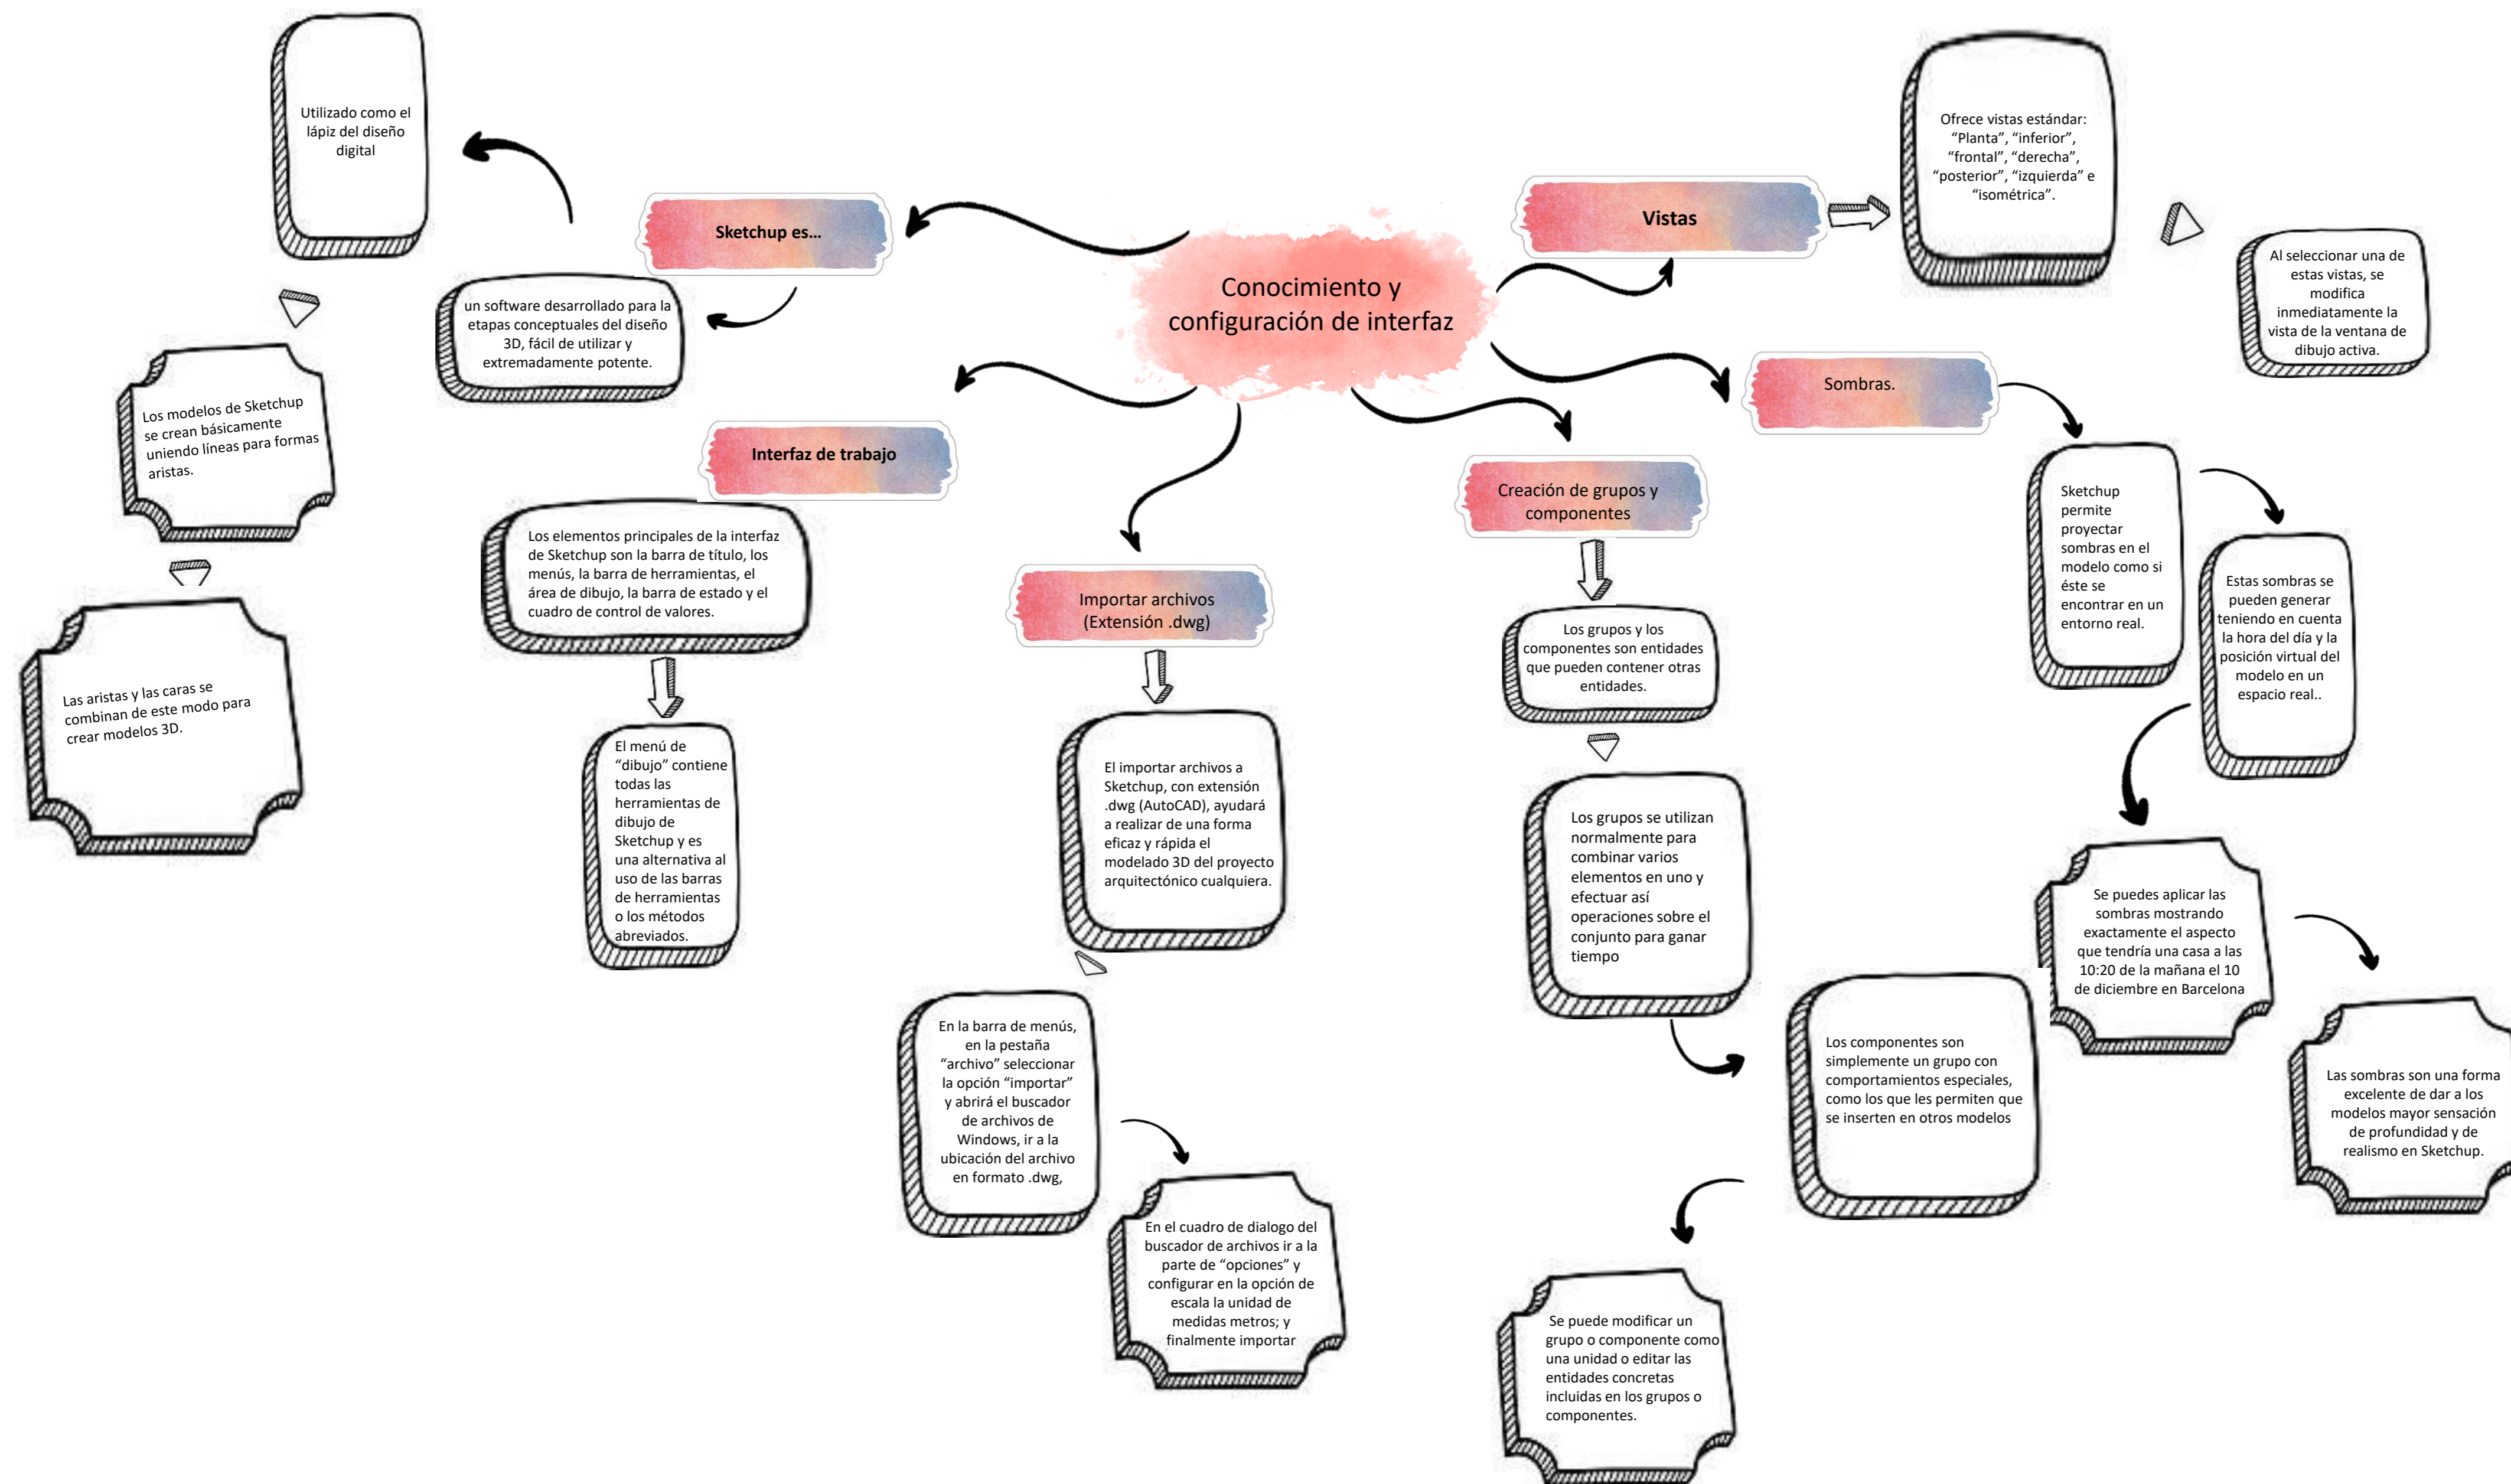 Conocimiento y
configuración de interfaz
Sketchup es...
Utilizado como el
lápiz del diseño
digital
un software desarrollado para la
etapas conceptuales del diseño
3D, fácil de utilizar y
extremadamente potente.
Los modelos de Sketchup
se crean básicamente
uniendo líneas para formas
aristas.
Las aristas y las caras se
combinan de este modo para
crear modelos 3D.
Interfaz de trabajo
Los elementos principales de la interfaz
de Sketchup son la barra de título, los
menús, la barra de herramientas, el
área de dibujo, la barra de estado y el
cuadro de control de valores.
El menú de
“dibujo” contiene
todas las
herramientas de
dibujo de
Sketchup y es
una alternativa al
uso de las barras
de herramientas
o los métodos
abreviados.
Importar archivos
(Extensión .dwg)
El importar archivos a
Sketchup, con extensión
.dwg (AutoCAD), ayudará
a realizar de una forma
eficaz y rápida el
modelado 3D del proyecto
arquitectónico cualquiera.
En la barra de menús,
en la pestaña
“archivo” seleccionar
la opción “importar”
y abrirá el buscador
de archivos de
Windows, ir a la
ubicación del archivo
en formato .dwg,
En el cuadro de dialogo del
buscador de archivos ir a la
parte de “opciones” y
configurar en la opción de
escala la unidad de
medidas metros; y
finalmente importar
Creación de grupos y
componentes
Los grupos y los
componentes son entidades
que pueden contener otras
entidades.
Los grupos se utilizan
normalmente para
combinar varios
elementos en uno y
efectuar así
operaciones sobre el
conjunto para ganar
tiempo
Los componentes son
simplemente un grupo con
comportamientos especiales,
como los que les permiten que
se inserten en otros modelos
Se puede modificar un
grupo o componente como
una unidad o editar las
entidades concretas
incluidas en los grupos o
componentes.
Vistas
Ofrece vistas estándar:
“Planta”, “inferior”,
“frontal”, “derecha”,
“posterior”, “izquierda” e
“isométrica”.
Al seleccionar una de
estas vistas, se
modifica
inmediatamente la
vista de la ventana de
dibujo activa.
Sombras.
Sketchup
permite
proyectar
sombras en el
modelo como si
éste se
encontrar en un
entorno real.
Estas sombras se
pueden generar
teniendo en cuenta
la hora del día y la
posición virtual del
modelo en un
espacio real..
Se puedes aplicar las
sombras mostrando
exactamente el aspecto
que tendría una casa a las
10:20 de la mañana el 10
de diciembre en Barcelona
Las sombras son una forma
excelente de dar a los
modelos mayor sensación
de profundidad y de
realismo en Sketchup.